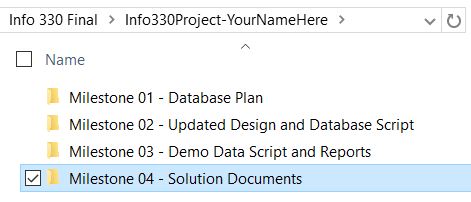 Info 330 Final > Info330Project-YourNameHere >
Name
Milestone 01 - Database Plan
Milestone 02 - Updated Design and Database Script
Milestone 03 - Demo Data Script and Reports
Milestone 04 - Solution Documents